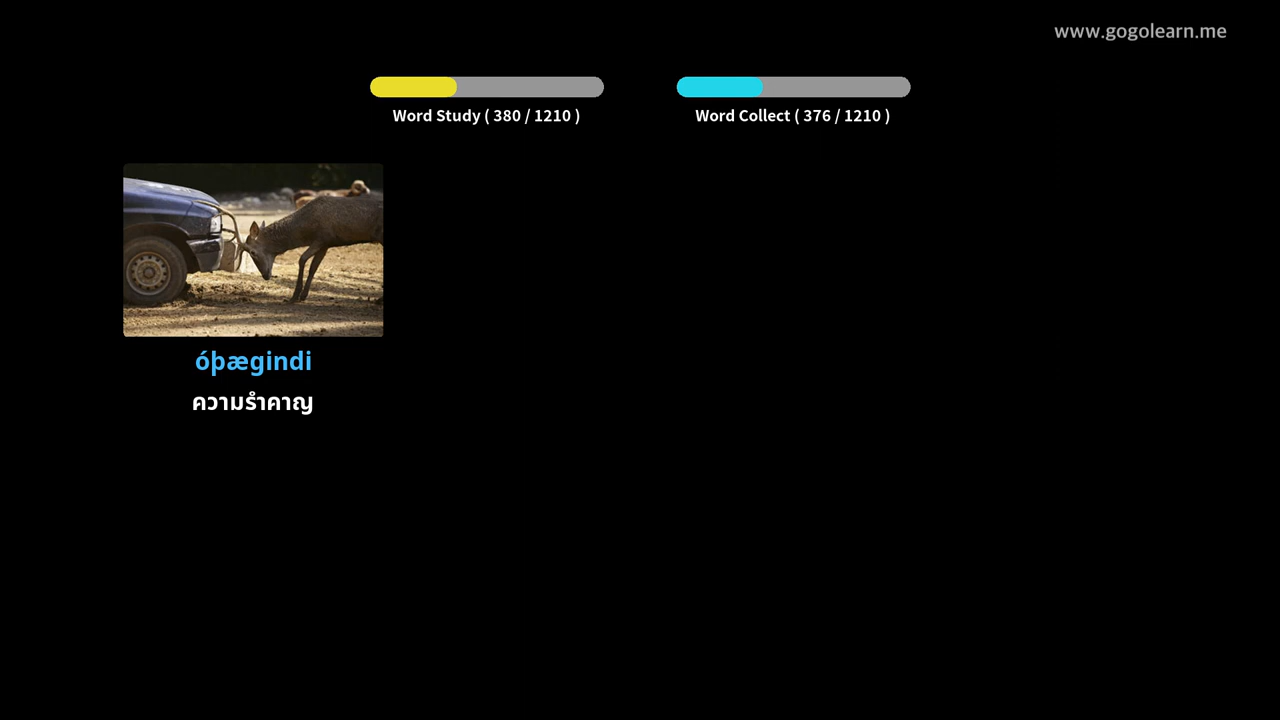 www.gogolearn.me
Word Study ( 380 / 1210 )
Word Collect ( 376 / 1210 )
óþægindi
ความรำคาญ